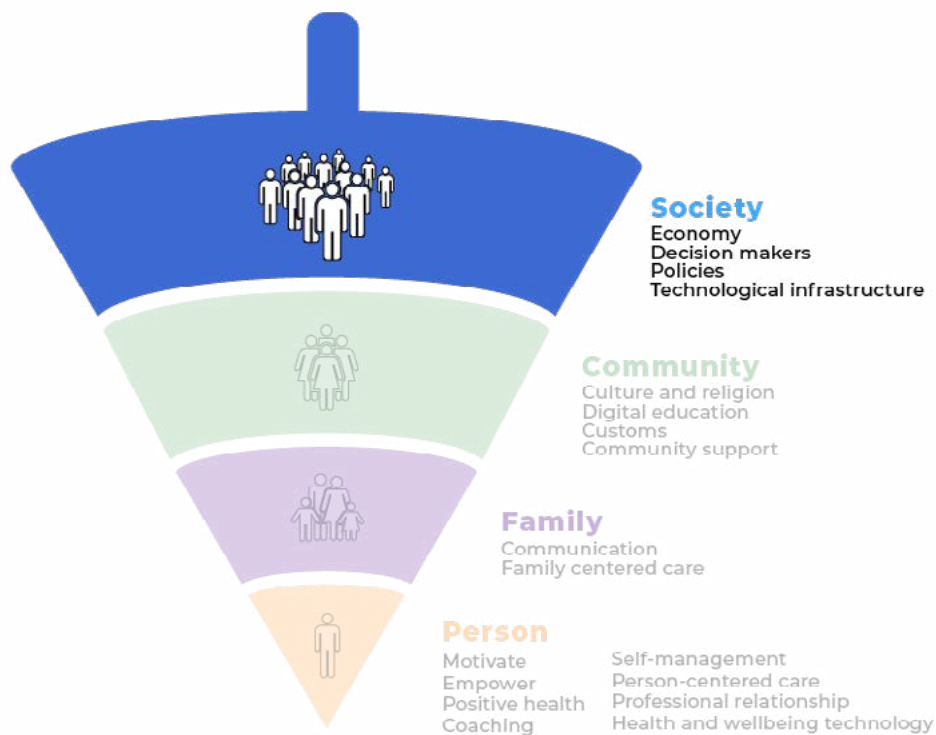 Society
Economy
Decision makers
Policies
Technological infrastructure
Community
Culture and religion
Digital education
Customs
Community support
Family
Communication
Family centered care
Person
Motivate
Empower
Positive health
Coaching
Self-management
Person-centered care
Professional relationship
Health and wellbeing technology